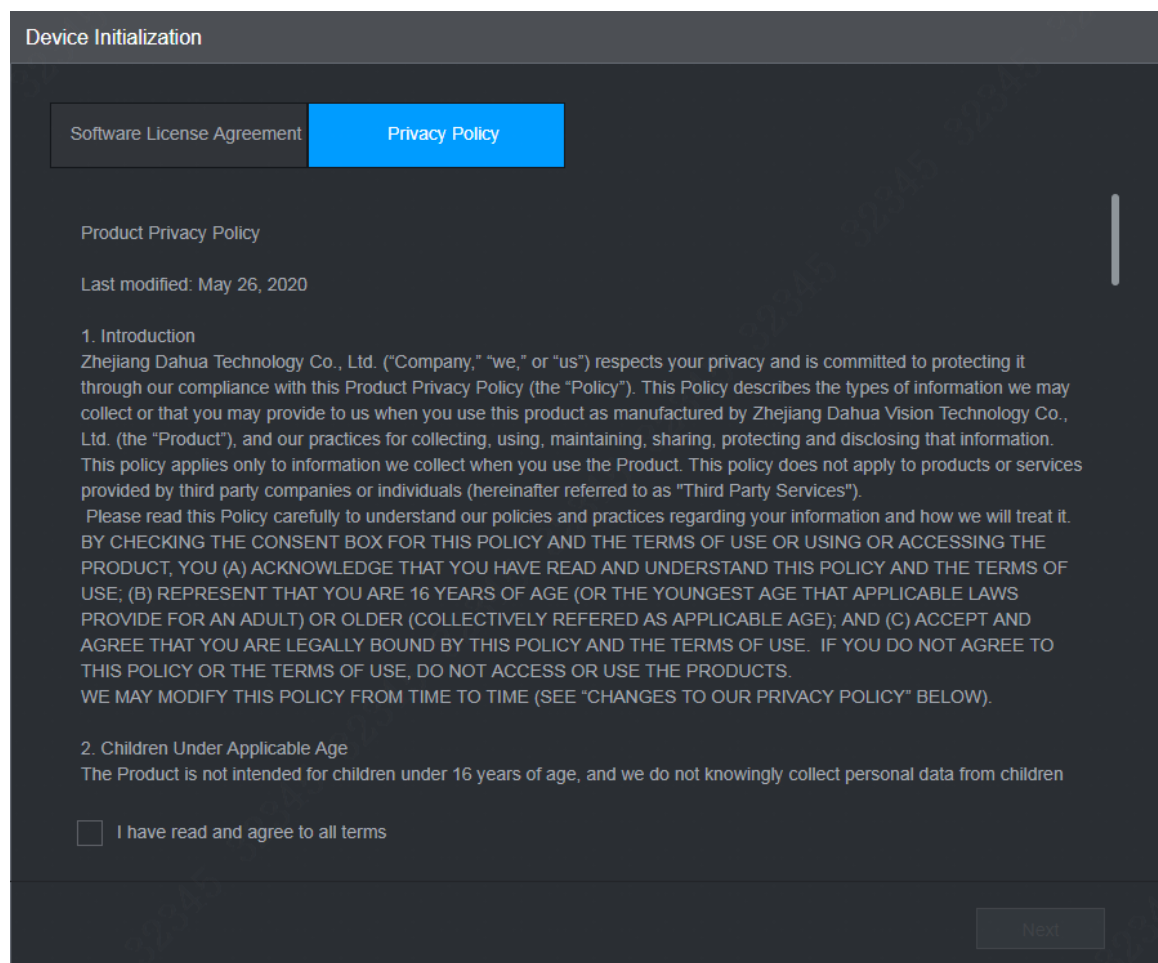 Device Initialization
Software License Agreement
Privacy Policy
Product Privacy Policy
Last modified: May 26, 2020
1. Introduction
Zhejiang Dahua Technology Co., Ltd. (“Company,” “we,” or “us”) respects your privacy and is committed to protecting it
through our compliance with this Product Privacy Policy (the “Policy”). This Policy describes the types of information we may
collect or that you may provide to us when you use this product as manufactured by Zhejiang Dahua Vision Technology Co.,
Ltd. (the “Product”), and our practices for collecting, using, maintaining, sharing, protecting and disclosing that information.
This policy applies only to information we collect when you use the Product. This policy does not apply to products or services
provided by third party companies or individuals (hereinafter referred to as "Third Party Services").
Please read this Policy carefully to understand our policies and practices regarding your information and how we will treat it.
BY CHECKING THE CONSENT BOX FOR THIS POLICY AND THE TERMS OF USE OR USING OR ACCESSING THE
PRODUCT, YOU (A) ACKNOWLEDGE THAT YOU HAVE READ AND UNDERSTAND THIS POLICY AND THE TERMS OF
USE; (B) REPRESENT THAT YOU ARE 16 YEARS OF AGE (OR THE YOUNGEST AGE THAT APPLICABLE LAWS
PROVIDE FOR AN ADULT) OR OLDER (COLLECTIVELY REFERED AS APPLICABLE AGE); AND (C) ACCEPT AND
AGREE THAT YOU ARE LEGALLY BOUND BY THIS POLICY AND THE TERMS OF USE.  IF YOU DO NOT AGREE TO
THIS POLICY OR THE TERMS OF USE, DO NOT ACCESS OR USE THE PRODUCTS.
WE MAY MODIFY THIS POLICY FROM TIME TO TIME (SEE “CHANGES TO OUR PRIVACY POLICY” BELOW).
2. Children Under Applicable Age
The Product is not intended for children under 16 years of age, and we do not knowingly collect personal data from children
I have read and agree to all terms
Next